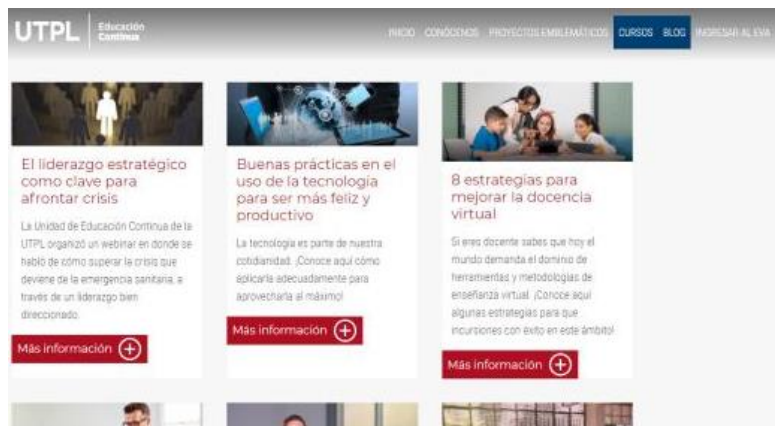 UTPL Educación
Continua
INICIO CONÓCENOS PROYECTOS EMBLEMÁTICOS CURSOS BLOG INGRESAR AL EVA
El liderazgo estratégico
como clave para
afrontar crisis
La Unidad de Educación Continua de la
UTPL organizó un webinar en donde se
habló de cómo superar la crisis que
deviene de la emergencia sanitaria, a
través de un liderazgo bien
direccionado.
Más información
Buenas prácticas en el
uso de la tecnología
para ser más feliz y
productivo
La tecnología es parte de nuestra
cotidianidad. ¡Conoce aquí cómo
aplicarla adecuadamente para
aprovecharla al máximo!
Más información
8 estrategias para
mejorar la docencia
virtual
Si eres docente sabes que hoy el
mundo demanda el dominio de
herramientas y metodologías de
enseñanza virtual. ¡Conoce aquí
algunas estrategias para que
incursiones con éxito en este ámbito!
Más información